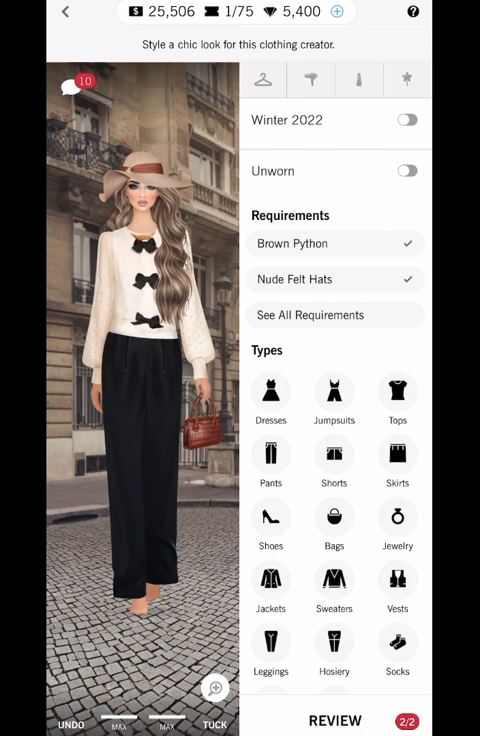 25,506 1/75 5,400
?
Style a chic look for this clothing creator.
10
Winter 2022
Unworn
Requirements
Brown Python
Nude Felt Hats
See All Requirements
Types
Dresses Jumpsuits Tops
Pants Shorts Skirts
Shoes Bags Jewelry
Jackets Sweaters Vests
Leggings Hosiery Socks
UNDO MAX MAX TUCK
REVIEW 2/2